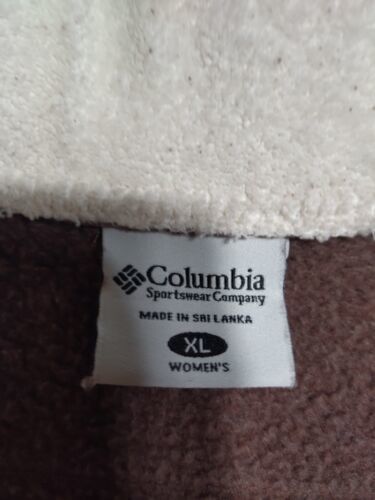 Columbia
Sportswear Company
MADE IN SRI LANKA
XL
WOMEN'S